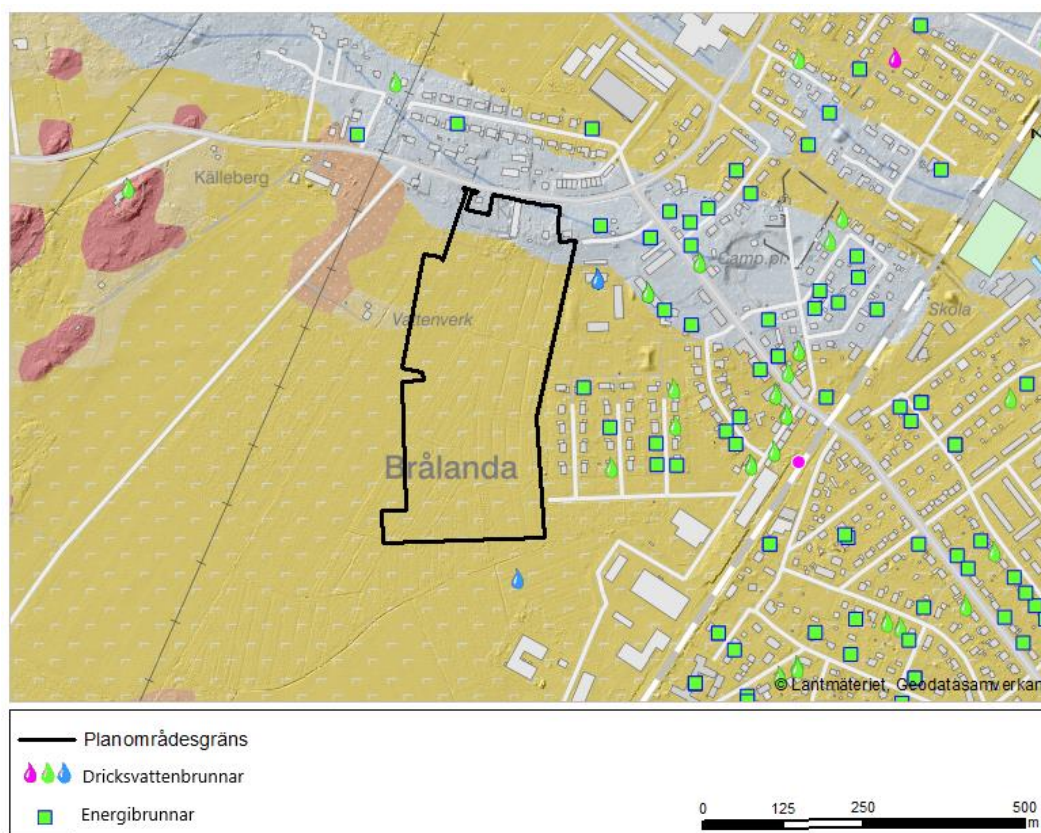 Källeberg
Camp.pl.
Vattenverk
Skola
Brålanda
© Lantmäteriet, Geodatasamverkan
Planområdesgräns
Dricksvattenbrunnar
Energibrunnar
0 125 250 500
m